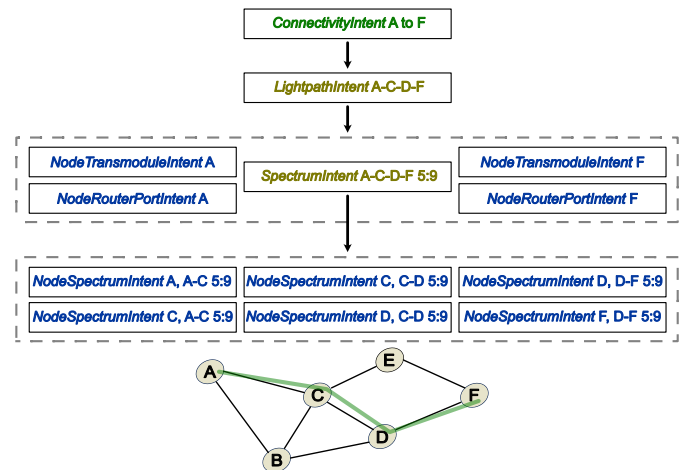 ConnectivityIntent A to F
LightpathIntent A-C-D-F
NodeTransmoduleIntent A
NodeRouterPortIntent A
SpectrumIntent A-C-D-F 5:9
NodeTransmoduleIntent F
NodeRouterPortIntent F
NodeSpectrumIntent A, A-C 5:9
NodeSpectrumIntent C, C-D 5:9
NodeSpectrumIntent D, D-F 5:9
NodeSpectrumIntent C, A-C 5:9
NodeSpectrumIntent D, C-D 5:9
NodeSpectrumIntent F, D-F 5:9
E
A
C
F
D
B